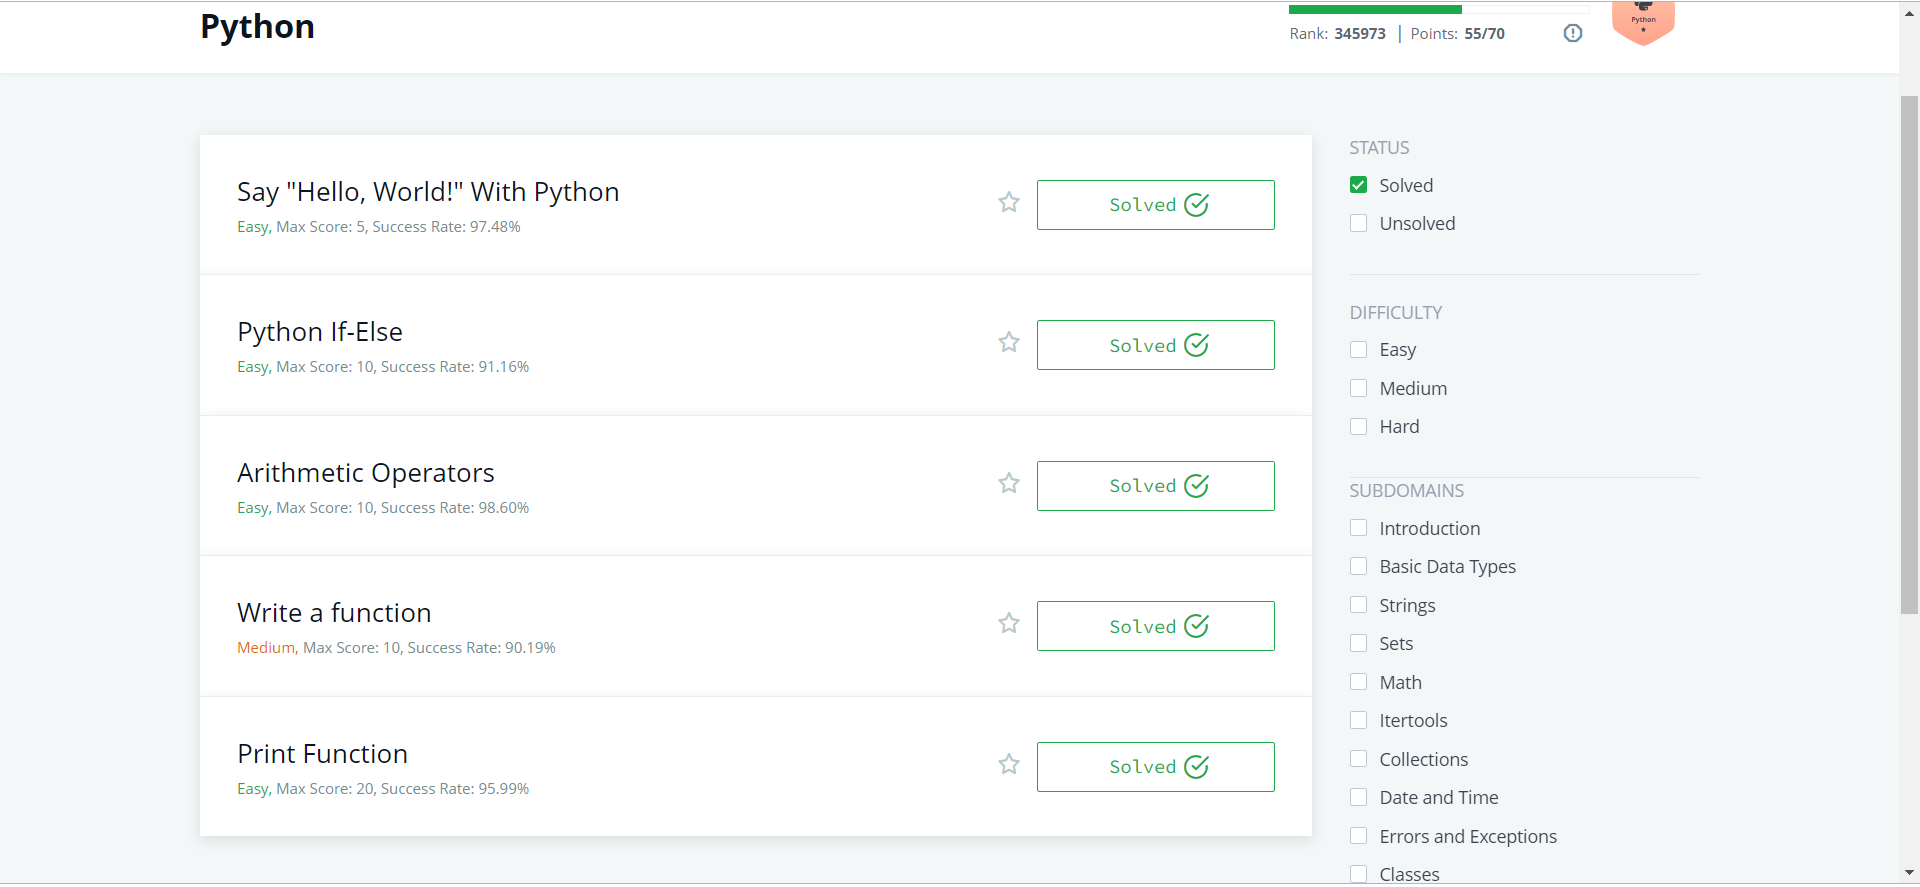 Python
Rank: 345973 | Points: 55/70
Python
Say "Hello, World!" With Python
Easy, Max Score: 5, Success Rate: 97.48%
Solved
Python If-Else
Easy, Max Score: 10, Success Rate: 91.16%
Solved
Arithmetic Operators
Easy, Max Score: 10, Success Rate: 98.60%
Solved
Write a function
Medium, Max Score: 10, Success Rate: 90.19%
Solved
Print Function
Easy, Max Score: 20, Success Rate: 95.99%
Solved
STATUS
Solved
Unsolved
DIFFICULTY
Easy
Medium
Hard
SUBDOMAINS
Introduction
Basic Data Types
Strings
Sets
Math
Itertools
Collections
Date and Time
Errors and Exceptions
Classes